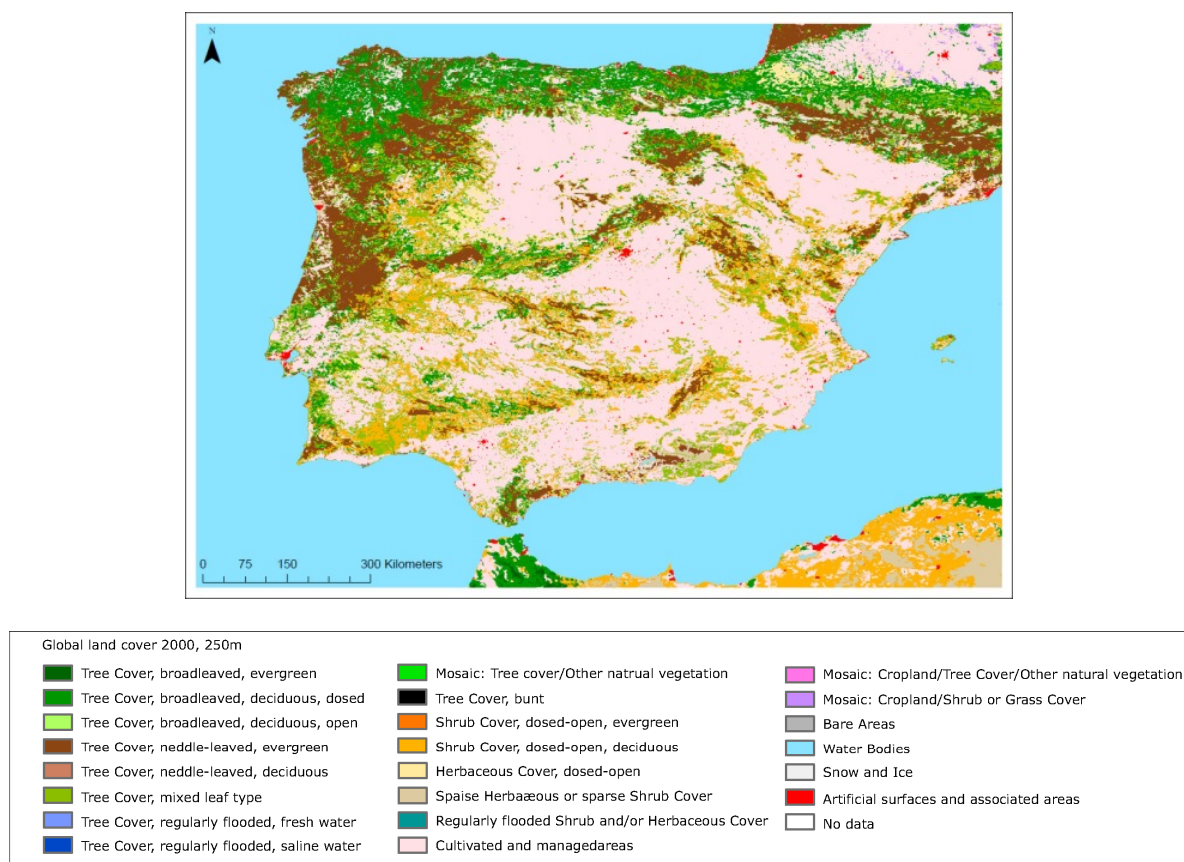 N
0 75 150 300 Kilometers
Global land cover 2000, 250m
Tree Cover, broadleaved, evergreen
Tree Cover, broadleaved, deciduous, dosed
Tree Cover, broadleaved, deciduous, open
Tree Cover, neddle-leaved, evergreen
Tree Cover, neddle-leaved, deciduous
Tree Cover, mixed leaf type
Tree Cover, regularly flooded, fresh water
Tree Cover, regularly flooded, saline water
Mosaic: Tree cover/Other natrual vegetation
Tree Cover, bunt
Shrub Cover, dosed-open, evergreen
Shrub Cover, dosed-open, deciduous
Herbaceous Cover, dosed-open
Spaise Herbaæous or sparse Shrub Cover
Regularly flooded Shrub and/or Herbaceous Cover
Cultivated and managedareas
Mosaic: Cropland/Tree Cover/Other natural vegetation
Mosaic: Cropland/Shrub or Grass Cover
Bare Areas
Water Bodies
Snow and Ice
Artificial surfaces and associated areas
No data